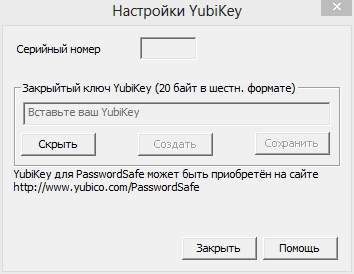 Настройки YubiKey
Серийный номер
Закрыйтый ключ YubiKey (20 байт в шестн. формате)
Вставьте ваш YubiKey
Скрыть Создать Сохранить
YubiKey для PasswordSafe может быть приобретён на сайте
http://www.yubico.com/PasswordSafe
Закрыть Помощь